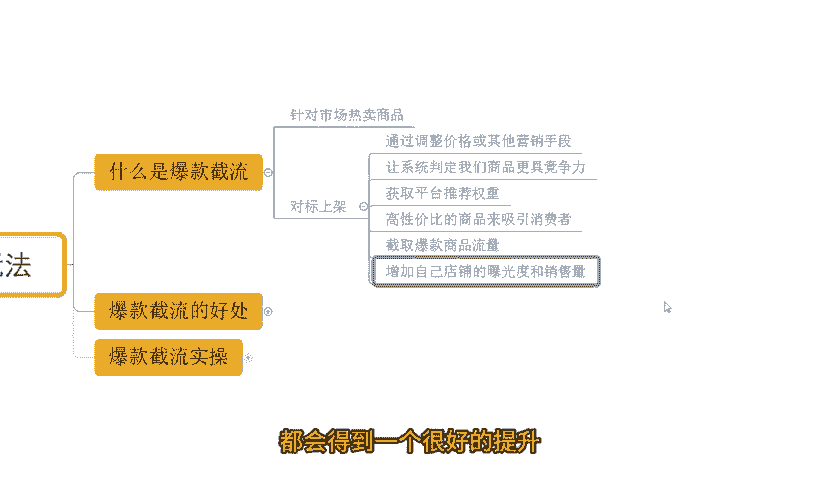 针对市场热卖商品
通过调整价格或其他营销手段
什么是爆款截流
让系统判定我们商品更具竞争力
获取平台推荐权重
对标上架
高性价比的商品来吸引消费者
截取爆款商品流量
法
增加自己店铺的曝光度和销售量
爆款截流的好处
爆款截流实操
都会得到一个很好的提升